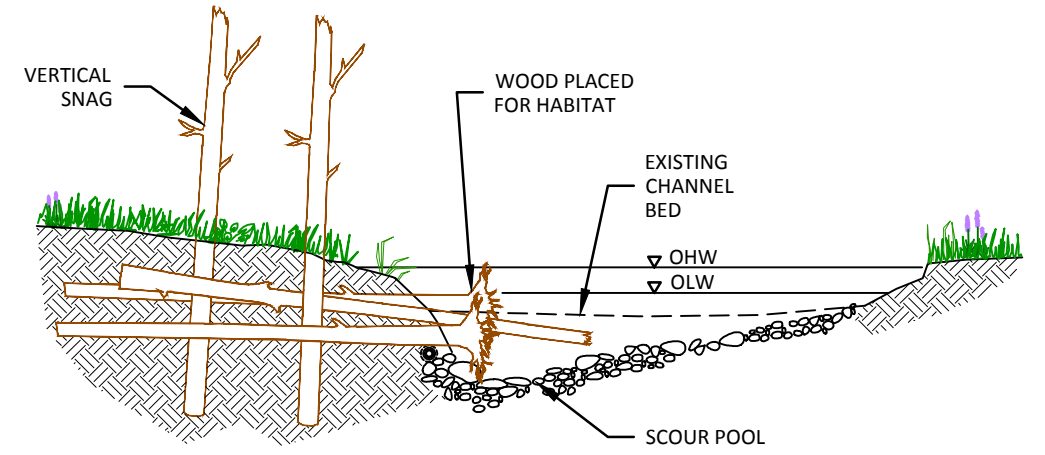 VERTICAL
SNAG
WOOD PLACED
FOR HABITAT
EXISTING
CHANNEL
BED
OHW
OLW
SCOUR POOL